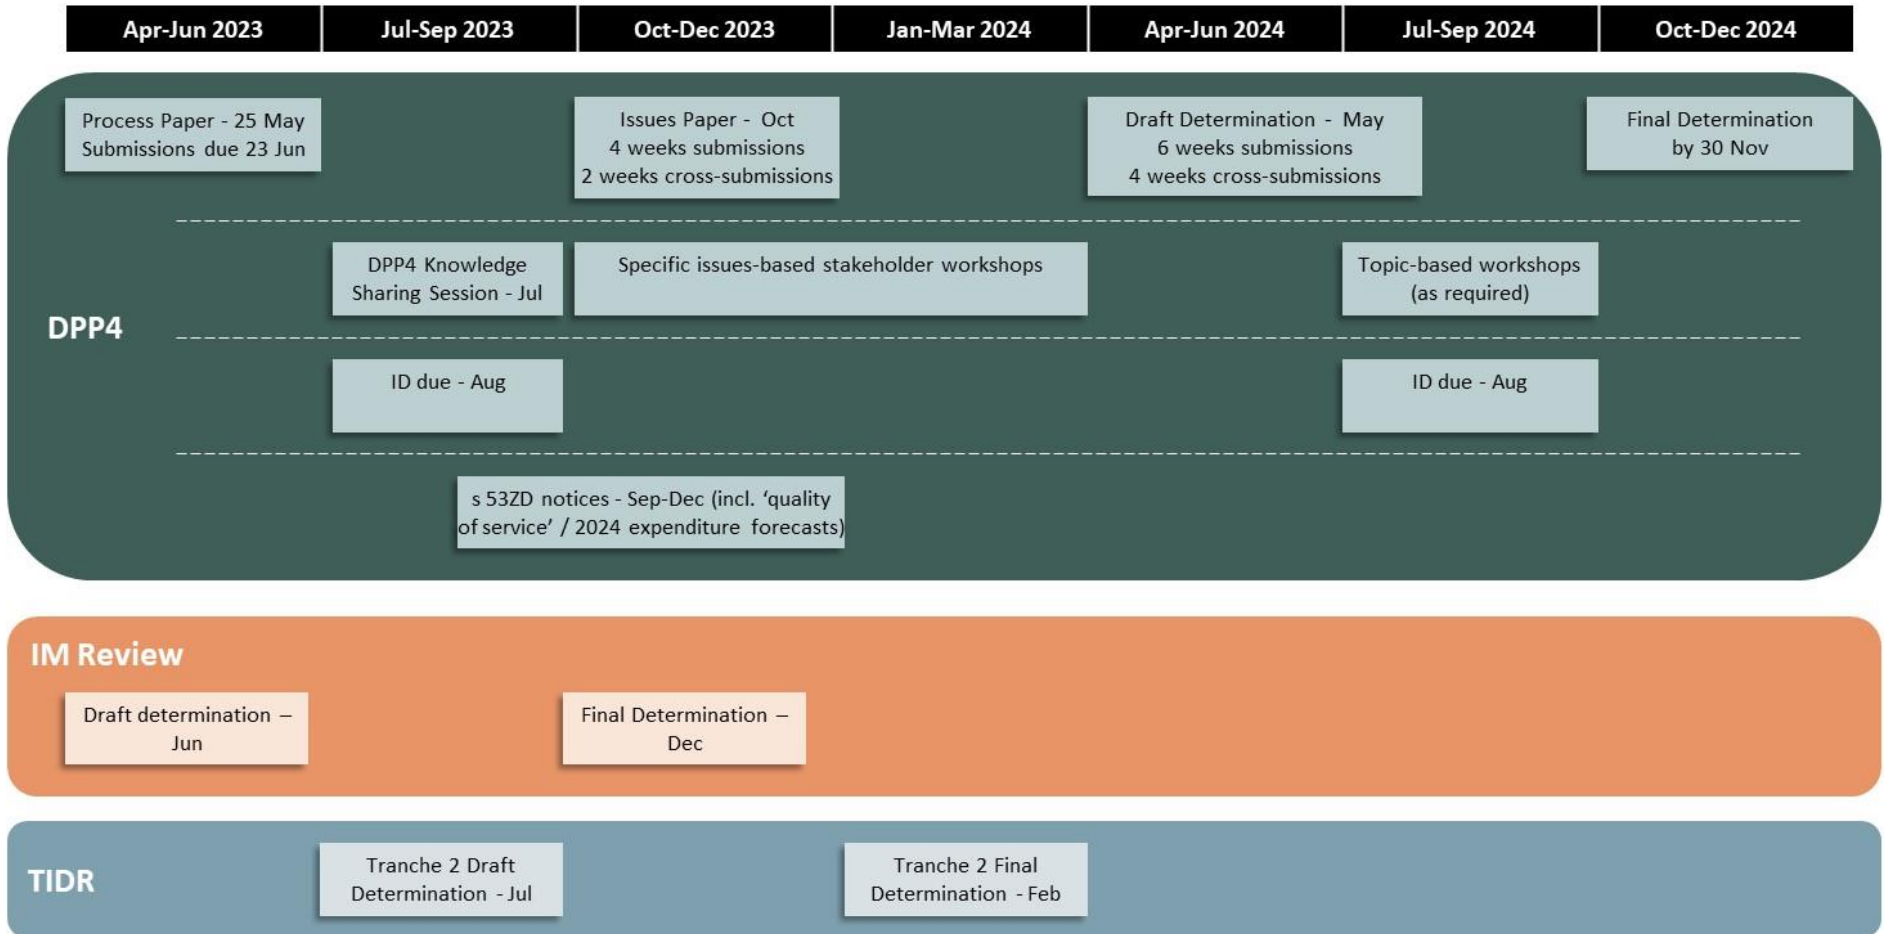 Apr-Jun 2023
Jul-Sep 2023
Oct-Dec 2023
Jan-Mar 2024
Apr-Jun 2024
Jul-Sep 2024
Oct-Dec 2024
Process Paper - 25 May
Submissions due 23 Jun
Issues Paper - Oct
4 weeks submissions
2 weeks cross-submissions
Draft Determination - May
6 weeks submissions
4 weeks cross-submissions
Final Determination
by 30 Nov
DPP4 Knowledge
Sharing Session - Jul
Specific issues-based stakeholder workshops
Topic-based workshops
(as required)
DPP4
ID due - Aug
ID due - Aug
s 53ZD notices - Sep-Dec (incl. ‘quality
of service’ / 2024 expenditure forecasts)
IM Review
Draft determination –
Jun
Final Determination –
Dec
TIDR
Tranche 2 Draft
Determination - Jul
Tranche 2 Final
Determination - Feb